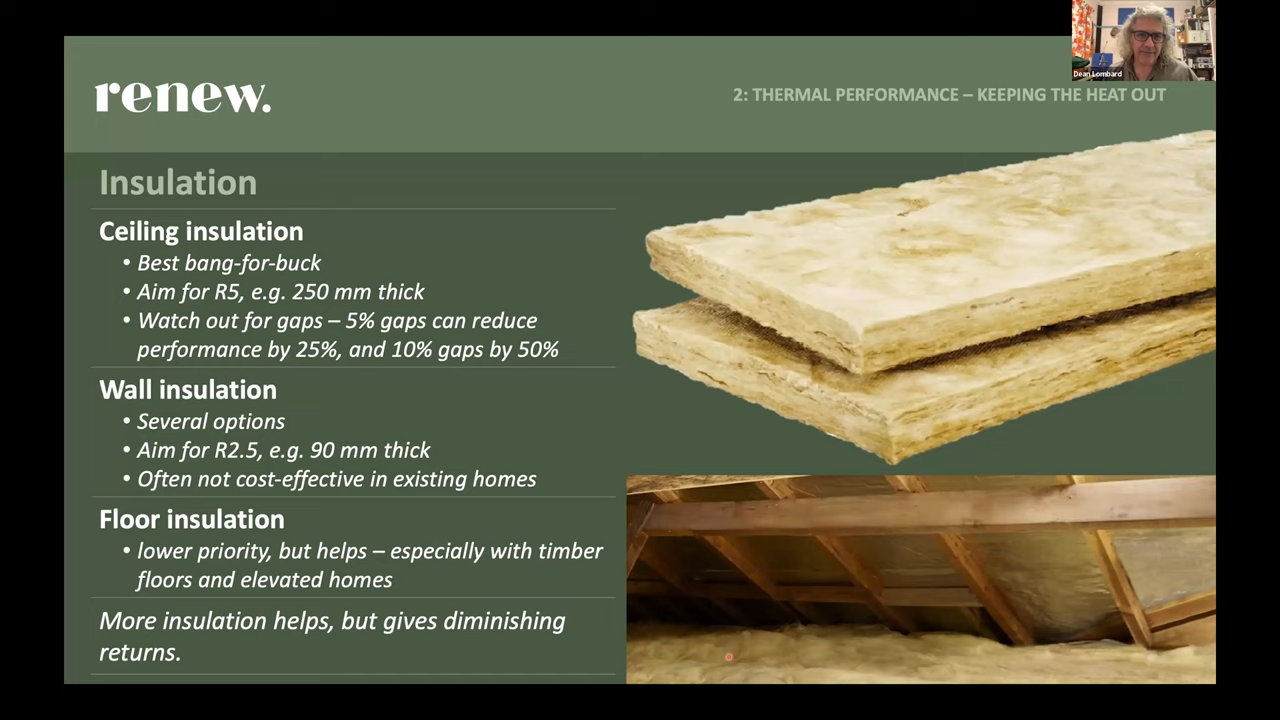 Dean Lombard
renew.
2: THERMAL PERFORMANCE – KEEPING THE HEAT OUT
Insulation
Ceiling insulation
• Best bang-for-buck
• Aim for R5, e.g. 250 mm thick
• Watch out for gaps – 5% gaps can reduce
performance by 25%, and 10% gaps by 50%
Wall insulation
• Several options
• Aim for R2.5, e.g. 90 mm thick
• Often not cost-effective in existing homes
Floor insulation
• lower priority, but helps – especially with timber
floors and elevated homes
More insulation helps, but gives diminishing
returns.